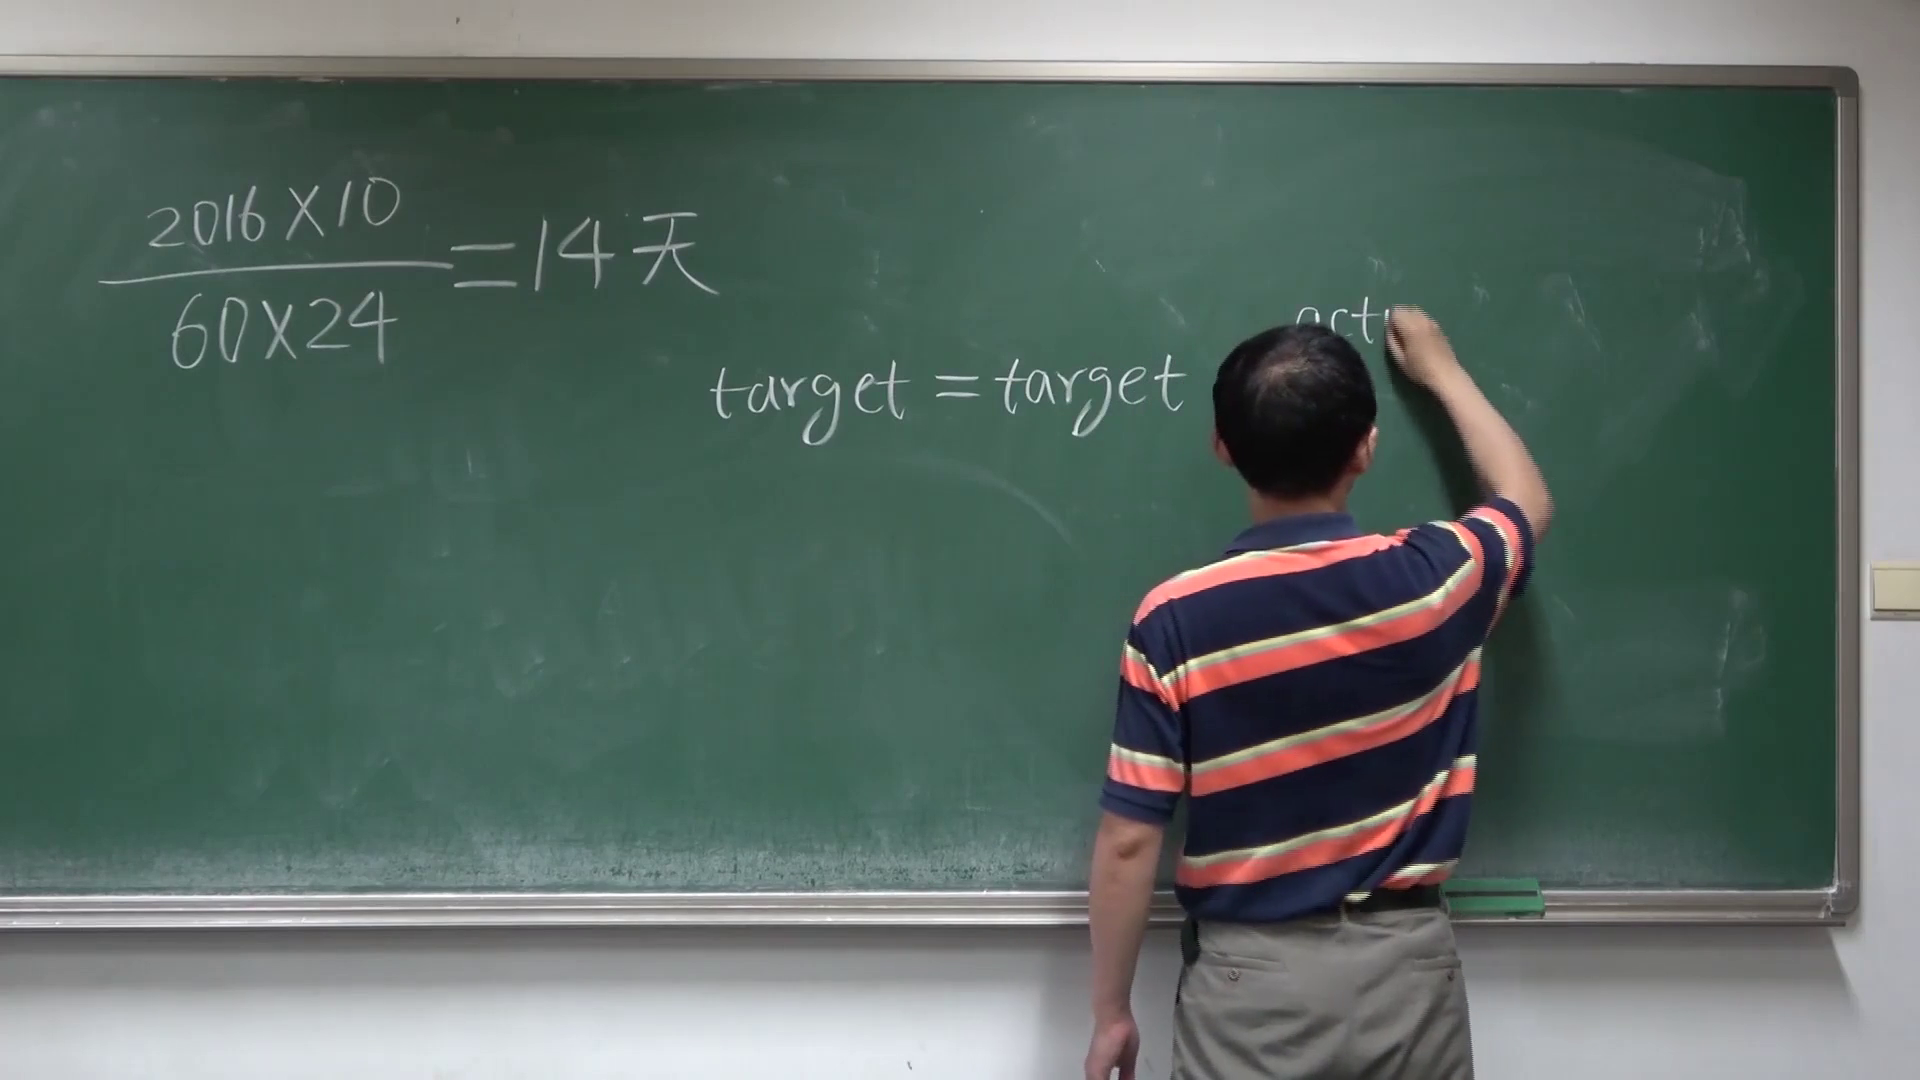 2016×10
60×24
=14天
target = target